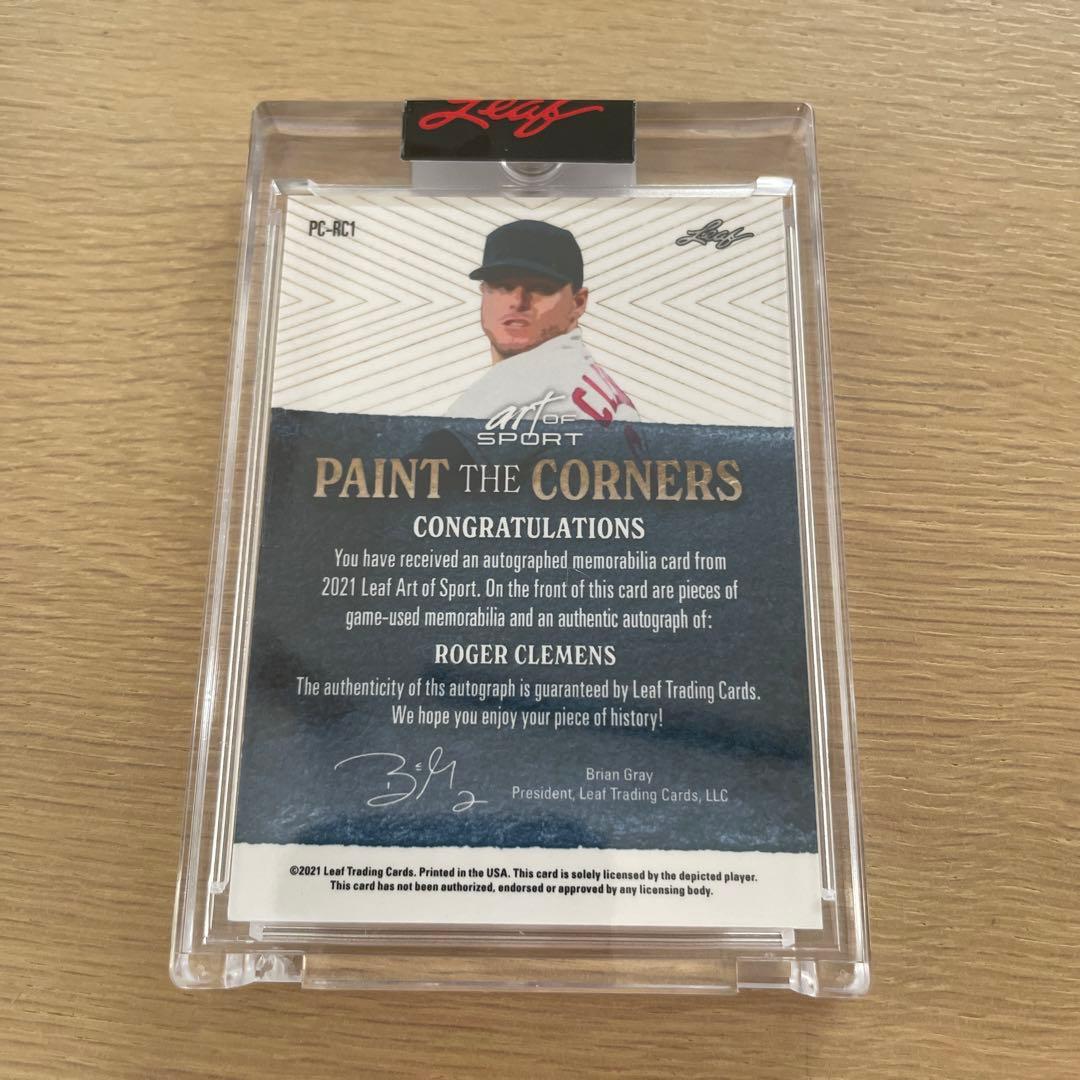 Leaf
PC-RC1
Leaf
CL
art OF
SPORT
PAINT THE CORNERS
CONGRATULATIONS
You have received an autographed memorabilia card from
2021 Leaf Art of Sport. On the front of this card are pieces of
game-used memorabilia and an authentic autograph of:
ROGER CLEMENS
The authenticity of ths autograph is guaranteed by Leaf Trading Cards.
We hope you enjoy your piece of history!
Brian Gray
President, Leaf Trading Cards, LLC
©2021 Leaf Trading Cards. Printed in the USA. This card is solely licensed by the depicted player.
This card has not been authorized, endorsed or approved by any licensing body.